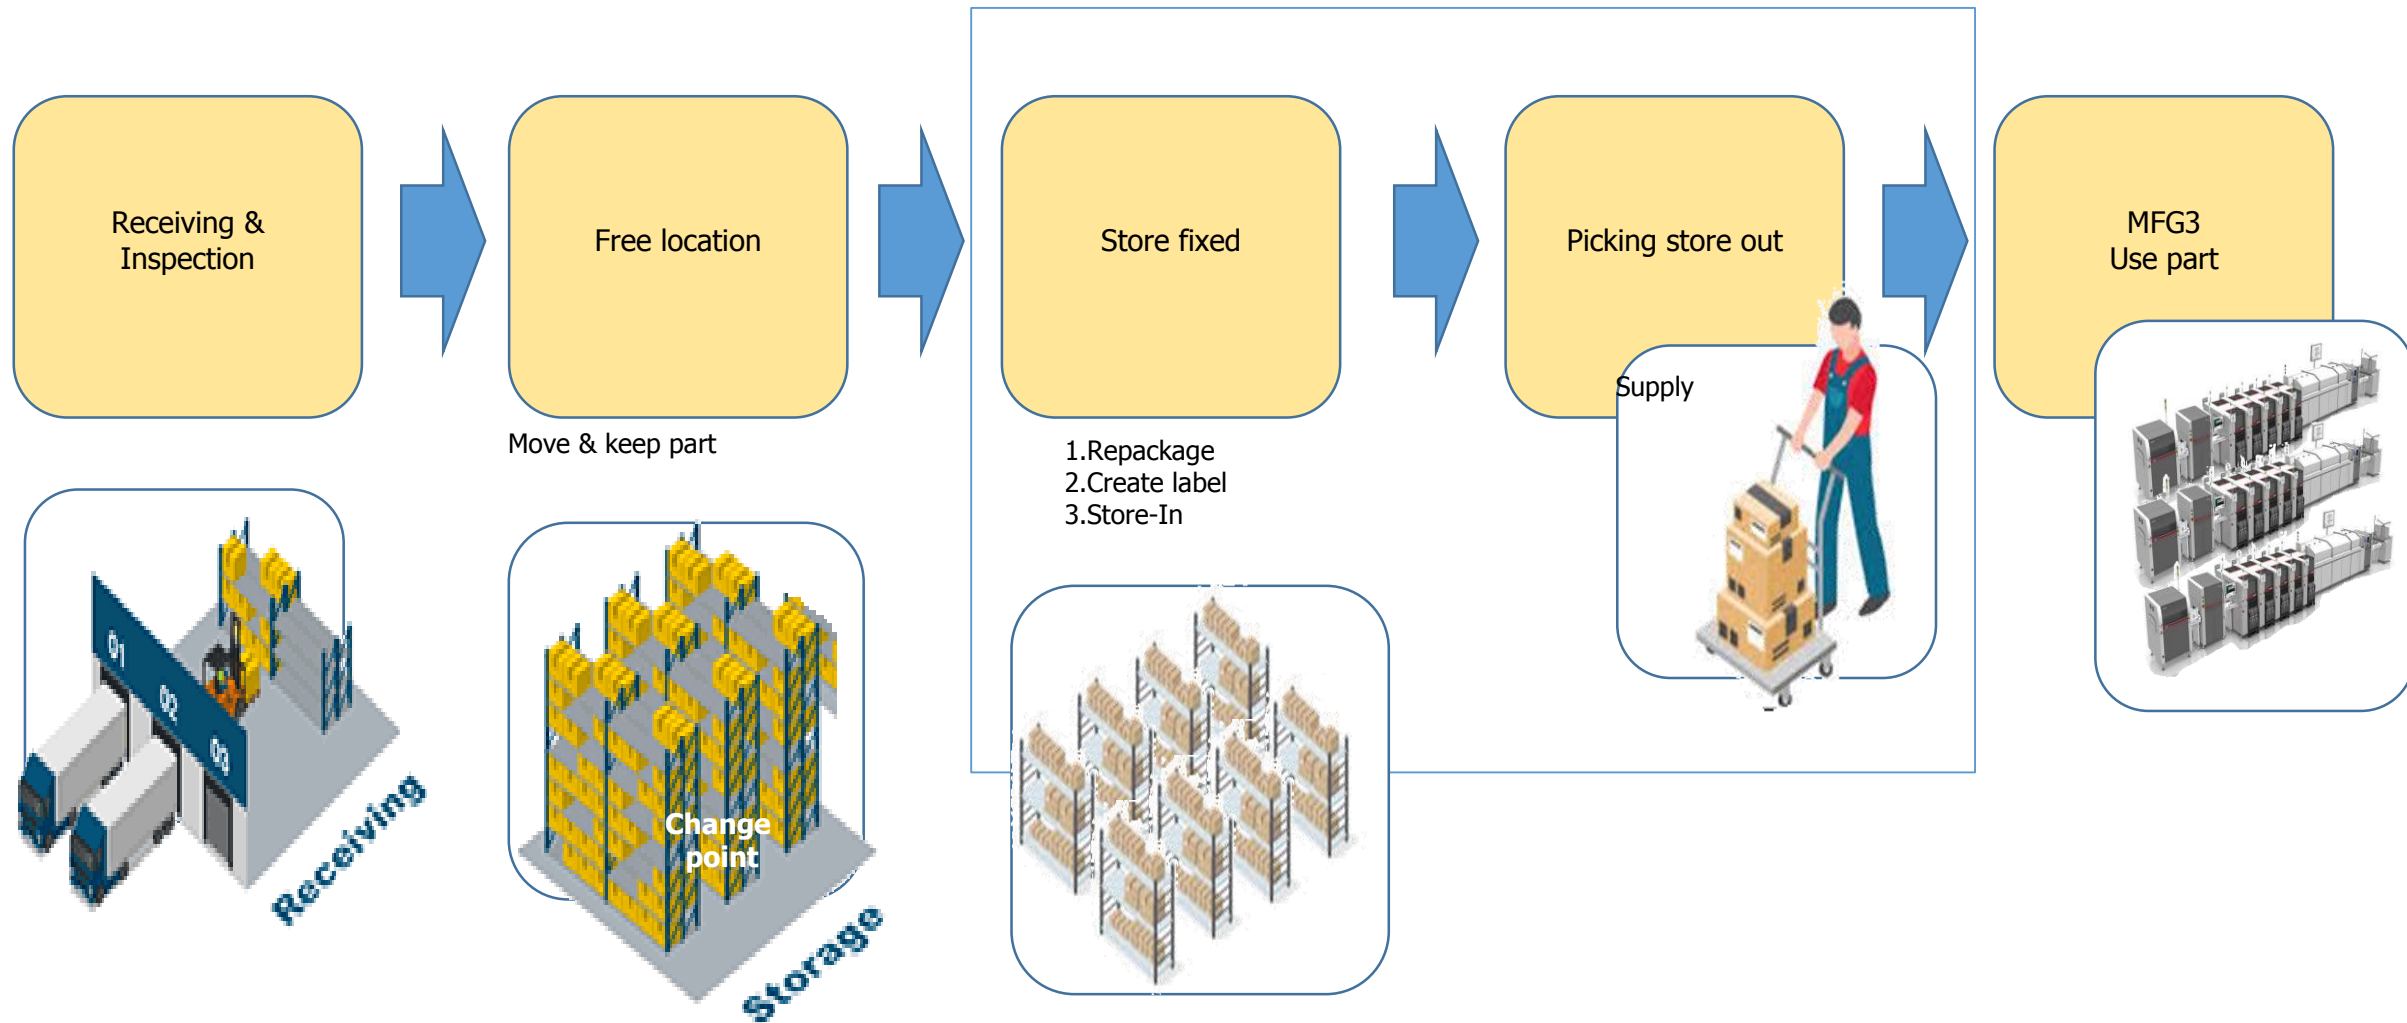 Receiving &
Inspection
Free location
Store fixed
Picking store out
MFG3
Use part
Move & keep part
1.Repackage
2.Create label
3.Store-In
Supply
01
02
03
Receiving
Change
point
Storage